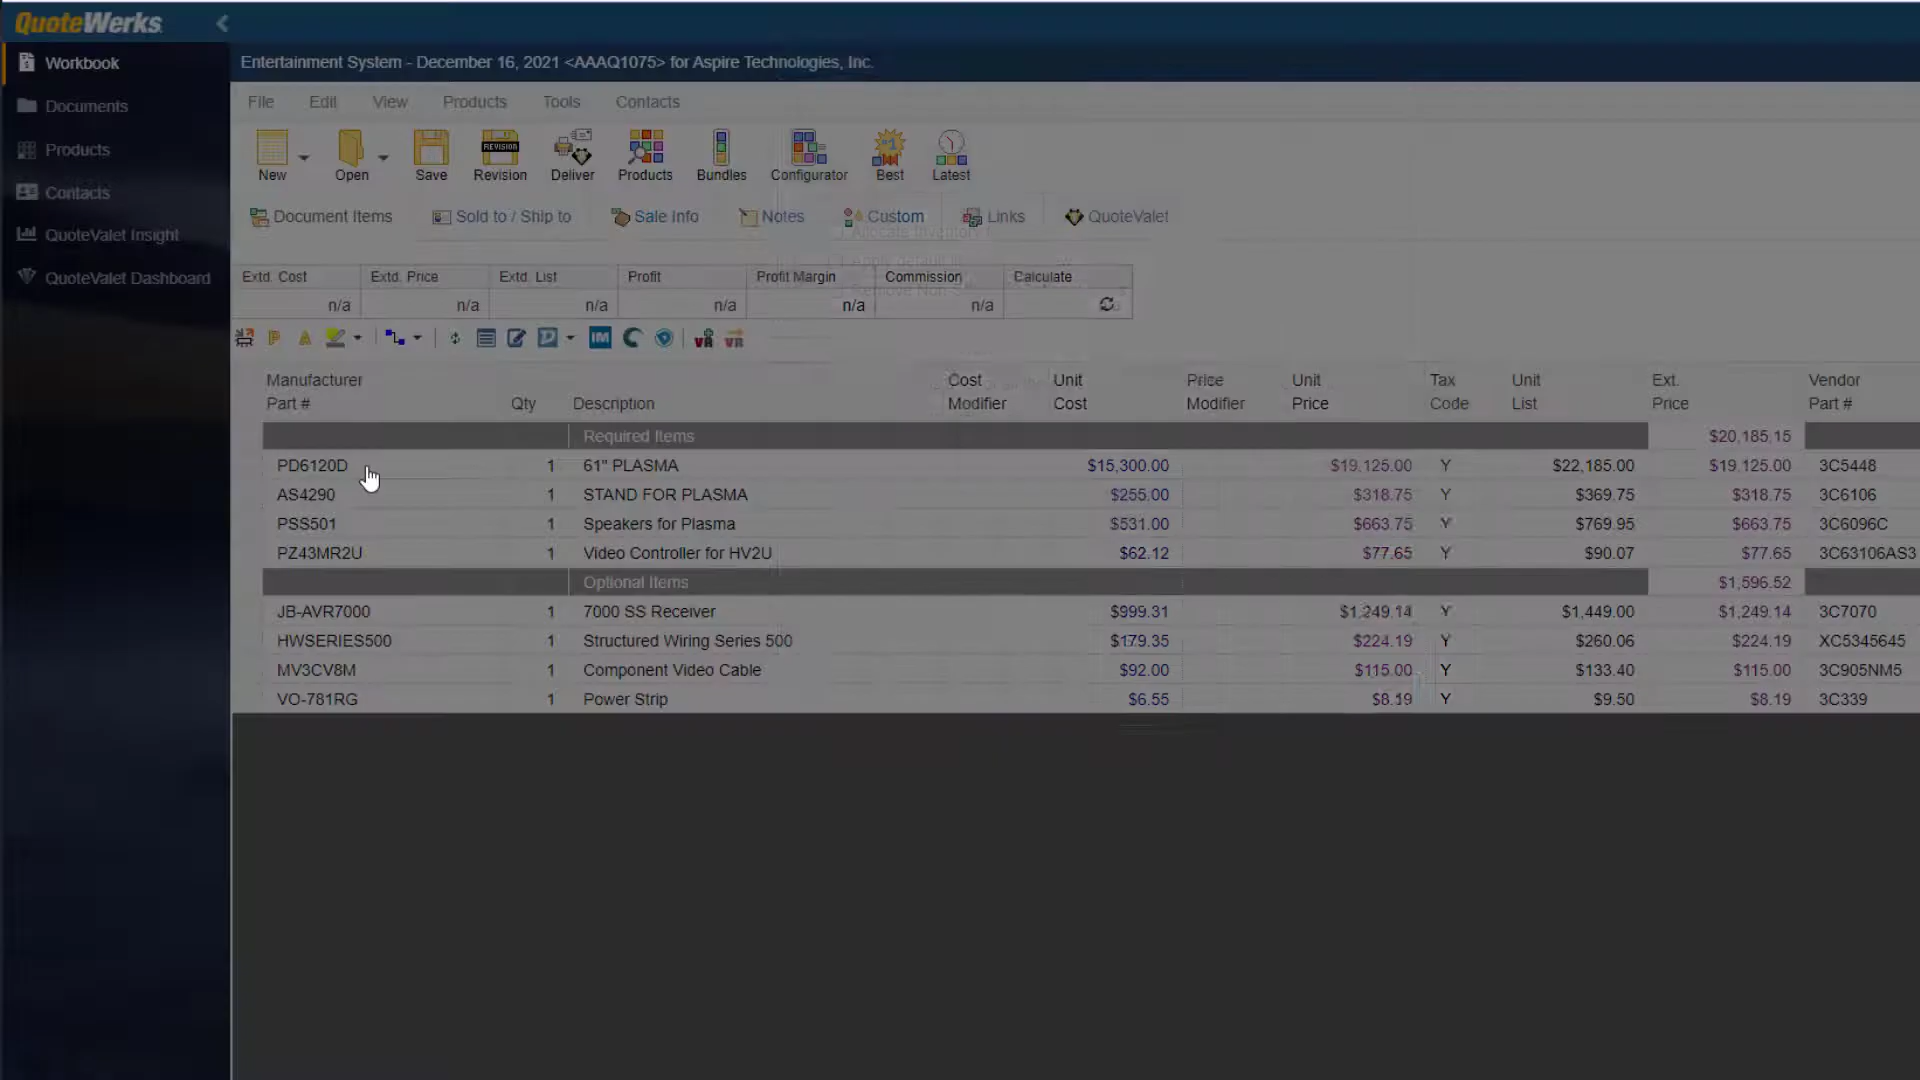 QuoteWerks
Workbook
Documents
Products
Contacts
QuoteValet Insight
QuoteValet Dashboard
Entertainment System - December 16, 2021 <AAAQ1075> for Aspire Technologies, Inc.
File Edit View Products Tools Contacts
REVISION #1
New Open Save Revision Deliver Products Bundles Configurator Best Latest
Document Items Sold to / Ship to Sale Info Notes Custom Links QuoteValet
Allocate Inventory
Apply default
Remove Non-
Extd. Cost Extd. Price Extd. List Profit Profit Margin Commission Calculate
n/a n/a n/a n/a n/a n/a
P A IM VR VR
Manufacturer Cost Unit Price Unit Tax Unit Ext. Vendor
Part # Qty Description Modifier Cost Modifier Price Code List Price Part #
Required Items $20,185.15
PD6120D 1 61" PLASMA $15,300.00 $19,125.00 Y $22,185.00 $19,125.00 3C5448
AS4290 1 STAND FOR PLASMA $255.00 $318.75 Y $369.75 $318.75 3C6106
PSS501 1 Speakers for Plasma $531.00 $663.75 Y $769.95 $663.75 3C6096C
PZ43MR2U 1 Video Controller for HV2U $62.12 $77.65 Y $90.07 $77.65 3C63106AS3
Optional Items $1,596.52
JB-AVR7000 1 7000 SS Receiver $999.31 $1,249.14 Y $1,449.00 $1,249.14 3C7070
HWSERIES500 1 Structured Wiring Series 500 $179.35 $224.19 Y $260.06 $224.19 XC5345645
MV3CV8M 1 Component Video Cable $92.00 $115.00 Y $133.40 $115.00 3C905NM5
VO-781RG 1 Power Strip $6.55 $8.19 Y $9.50 $8.19 3C339